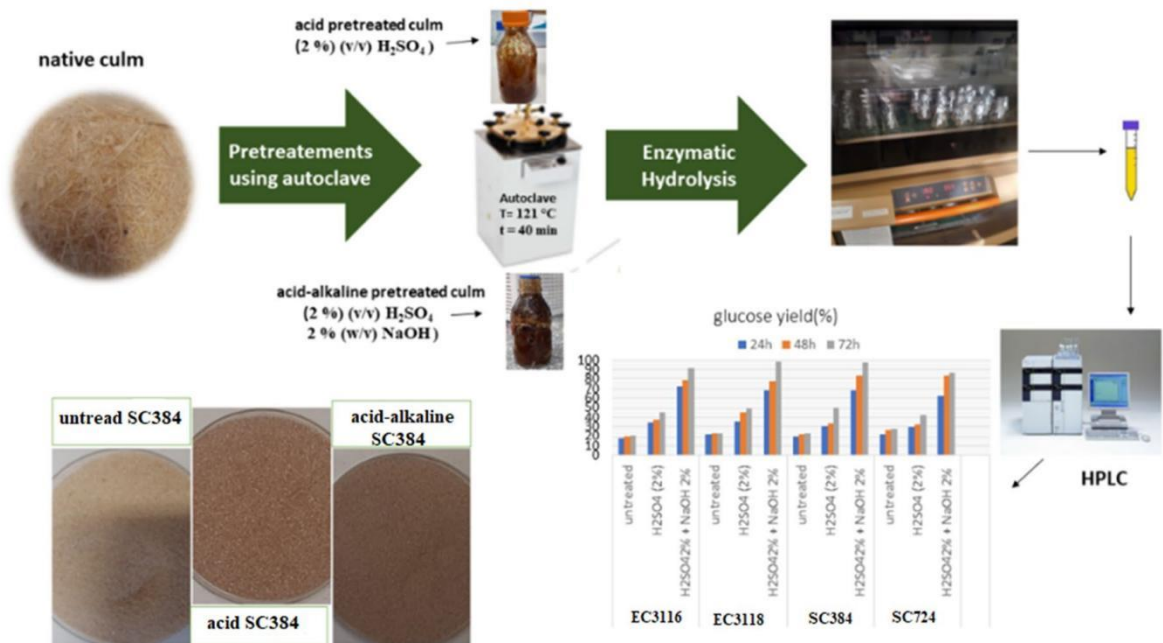 acid pretreated culm
(2 %) (v/v) H₂SO₄)
native culm
Pretreatements
using autoclave
Autoclave
T= 121 °C
t = 40 min
Enzymatic
Hydrolysis
acid-alkaline pretreated culm
(2 %) (v/v) H₂SO₄
2 % (w/v) NaOH)
glucose yield(%)
24h 48h 72h
100
90
80
70
60
50
40
30
20
10
0
untreated
H2SO4 (2%)
H2SO42% + NaOH 2%
untreated
H2SO4 (2%)
H2SO42% + NaOH 2%
untreated
H2SO4 (2%)
H2SO42% + NaOH 2%
untreated
H2SO4 (2%)
H2SO42% + NaOH 2%
EC3116 EC3118 SC384 SC724
HPLC
untread SC384
acid-alkaline
SC384
acid SC384